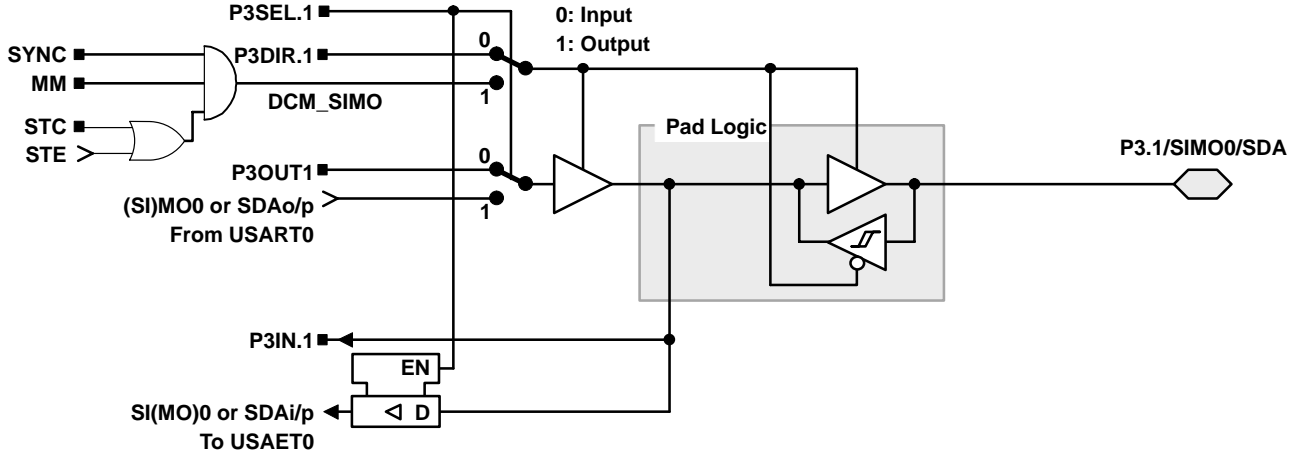 P3SEL.1
0: Input
1: Output
SYNC
P3DIR.1
0
MM
1
DCM_SIMO
STC
STE
Pad Logic
P3.1/SIMO0/SDA
0
P3OUT1
1
(SI)MO0 or SDAo/p
From USART0
P3IN.1
EN
SI(MO)0 or SDAi/p
D
To USAET0